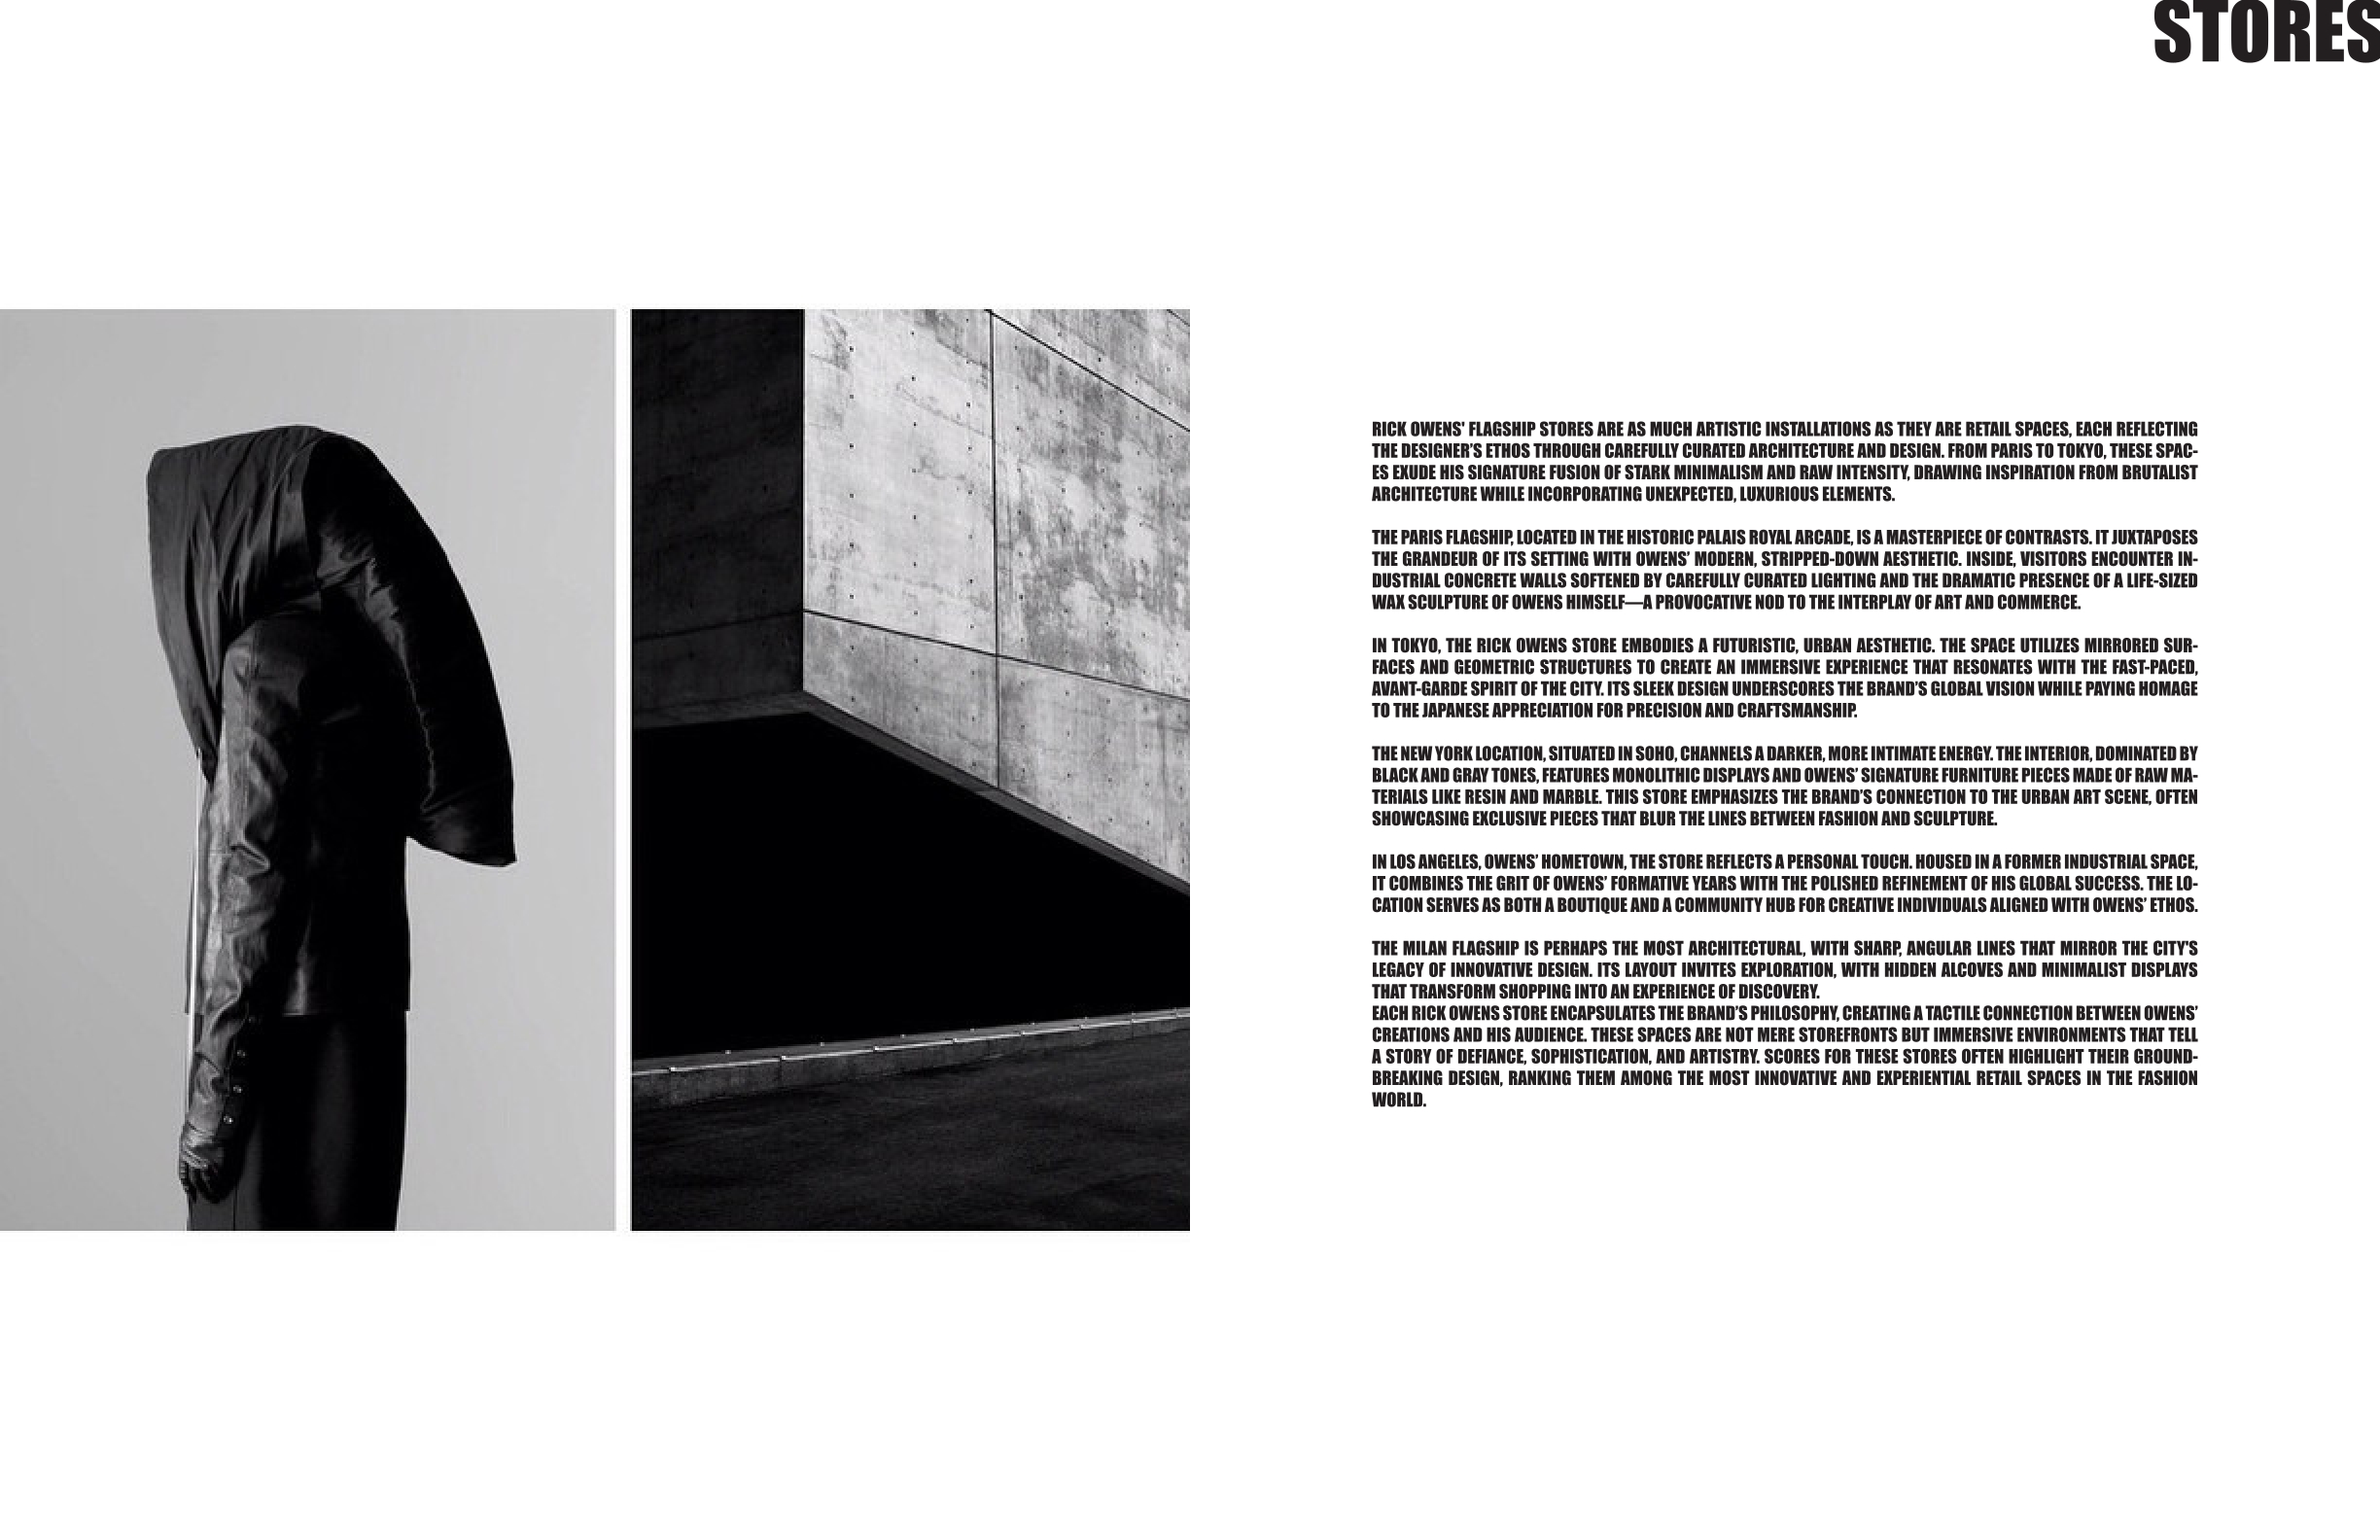 STORES
RICK OWENS' FLAGSHIP STORES ARE AS MUCH ARTISTIC INSTALLATIONS AS THEY ARE RETAIL SPACES, EACH REFLECTING
THE DESIGNER'S ETHOS THROUGH CAREFULLY CURATED ARCHITECTURE AND DESIGN. FROM PARIS TO TOKYO, THESE SPAC-
ES EXUDE HIS SIGNATURE FUSION OF STARK MINIMALISM AND RAW INTENSITY, DRAWING INSPIRATION FROM BRUTALIST
ARCHITECTURE WHILE INCORPORATING UNEXPECTED, LUXURIOUS ELEMENTS.
THE PARIS FLAGSHIP, LOCATED IN THE HISTORIC PALAIS ROYAL ARCADE, IS A MASTERPIECE OF CONTRASTS. IT JUXTAPOSES
THE GRANDEUR OF ITS SETTING WITH OWENS' MODERN, STRIPPED-DOWN AESTHETIC. INSIDE, VISITORS ENCOUNTER IN-
DUSTRIAL CONCRETE WALLS SOFTENED BY CAREFULLY CURATED LIGHTING AND THE DRAMATIC PRESENCE OF A LIFE-SIZED
WAX SCULPTURE OF OWENS HIMSELF—A PROVOCATIVE NOD TO THE INTERPLAY OF ART AND COMMERCE.
IN TOKYO, THE RICK OWENS STORE EMBODIES A FUTURISTIC, URBAN AESTHETIC. THE SPACE UTILIZES MIRRORED SUR-
FACES AND GEOMETRIC STRUCTURES TO CREATE AN IMMERSIVE EXPERIENCE THAT RESONATES WITH THE FAST-PACED,
AVANT-GARDE SPIRIT OF THE CITY. ITS SLEEK DESIGN UNDERSCORES THE BRAND'S GLOBAL VISION WHILE PAYING HOMAGE
TO THE JAPANESE APPRECIATION FOR PRECISION AND CRAFTSMANSHIP.
THE NEW YORK LOCATION, SITUATED IN SOHO, CHANNELS A DARKER, MORE INTIMATE ENERGY. THE INTERIOR, DOMINATED BY
BLACK AND GRAY TONES, FEATURES MONOLITHIC DISPLAYS AND OWENS' SIGNATURE FURNITURE PIECES MADE OF RAW MA-
TERIALS LIKE RESIN AND MARBLE. THIS STORE EMPHASIZES THE BRAND'S CONNECTION TO THE URBAN ART SCENE, OFTEN
SHOWCASING EXCLUSIVE PIECES THAT BLUR THE LINES BETWEEN FASHION AND SCULPTURE.
IN LOS ANGELES, OWENS' HOMETOWN, THE STORE REFLECTS A PERSONAL TOUCH. HOUSED IN A FORMER INDUSTRIAL SPACE,
IT COMBINES THE GRIT OF OWENS' FORMATIVE YEARS WITH THE POLISHED REFINEMENT OF HIS GLOBAL SUCCESS. THE LO-
CATION SERVES AS BOTH A BOUTIQUE AND A COMMUNITY HUB FOR CREATIVE INDIVIDUALS ALIGNED WITH OWENS' ETHOS.
THE MILAN FLAGSHIP IS PERHAPS THE MOST ARCHITECTURAL, WITH SHARP, ANGULAR LINES THAT MIRROR THE CITY'S
LEGACY OF INNOVATIVE DESIGN. ITS LAYOUT INVITES EXPLORATION, WITH HIDDEN ALCOVES AND MINIMALIST DISPLAYS
THAT TRANSFORM SHOPPING INTO AN EXPERIENCE OF DISCOVERY.
EACH RICK OWENS STORE ENCAPSULATES THE BRAND'S PHILOSOPHY, CREATING A TACTILE CONNECTION BETWEEN OWENS'
CREATIONS AND HIS AUDIENCE. THESE SPACES ARE NOT MERE STOREFRONTS BUT IMMERSIVE ENVIRONMENTS THAT TELL
A STORY OF DEFIANCE, SOPHISTICATION, AND ARTISTRY. SCORES FOR THESE STORES OFTEN HIGHLIGHT THEIR GROUND-
BREAKING DESIGN, RANKING THEM AMONG THE MOST INNOVATIVE AND EXPERIENTIAL RETAIL SPACES IN THE FASHION
WORLD.